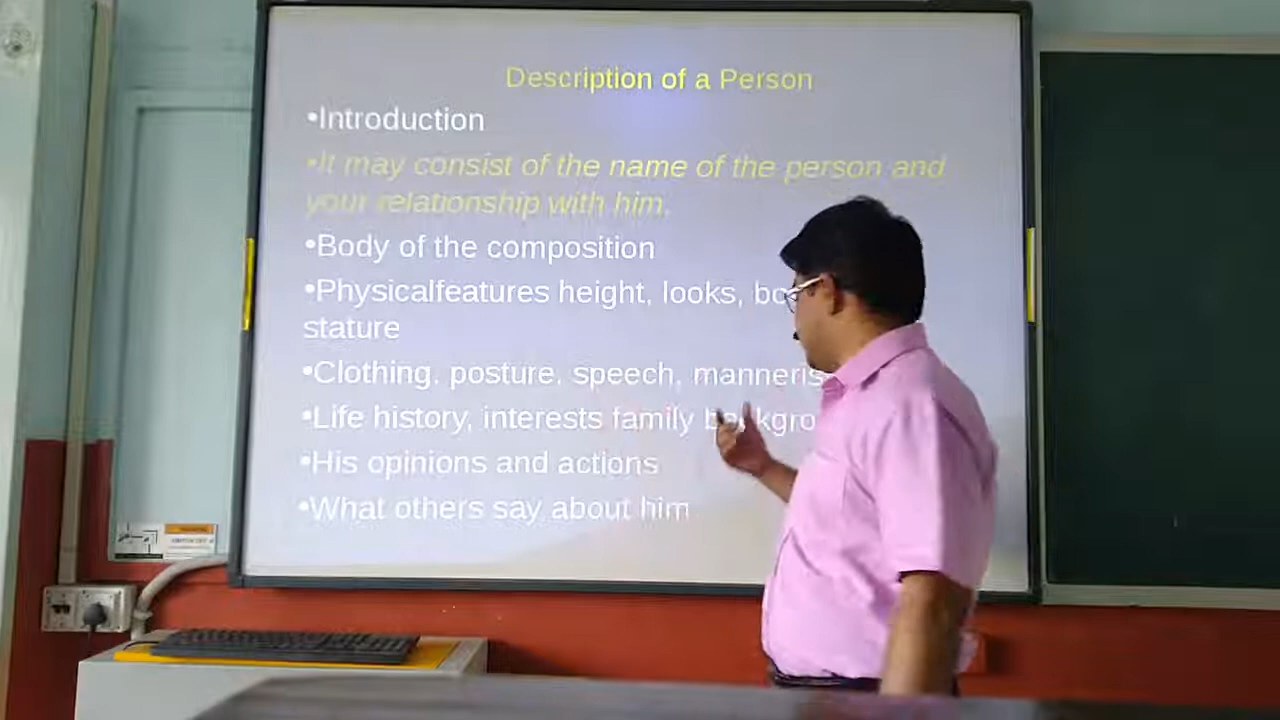 Description of a Person
•Introduction
•It may consist of the name of the person and
your relationship with him.
•Body of the composition
•Physicalfeatures height, looks,
stature
•Clothing, posture, speech,
•Life history, interests family
•His opinions and actions
•What others say about him